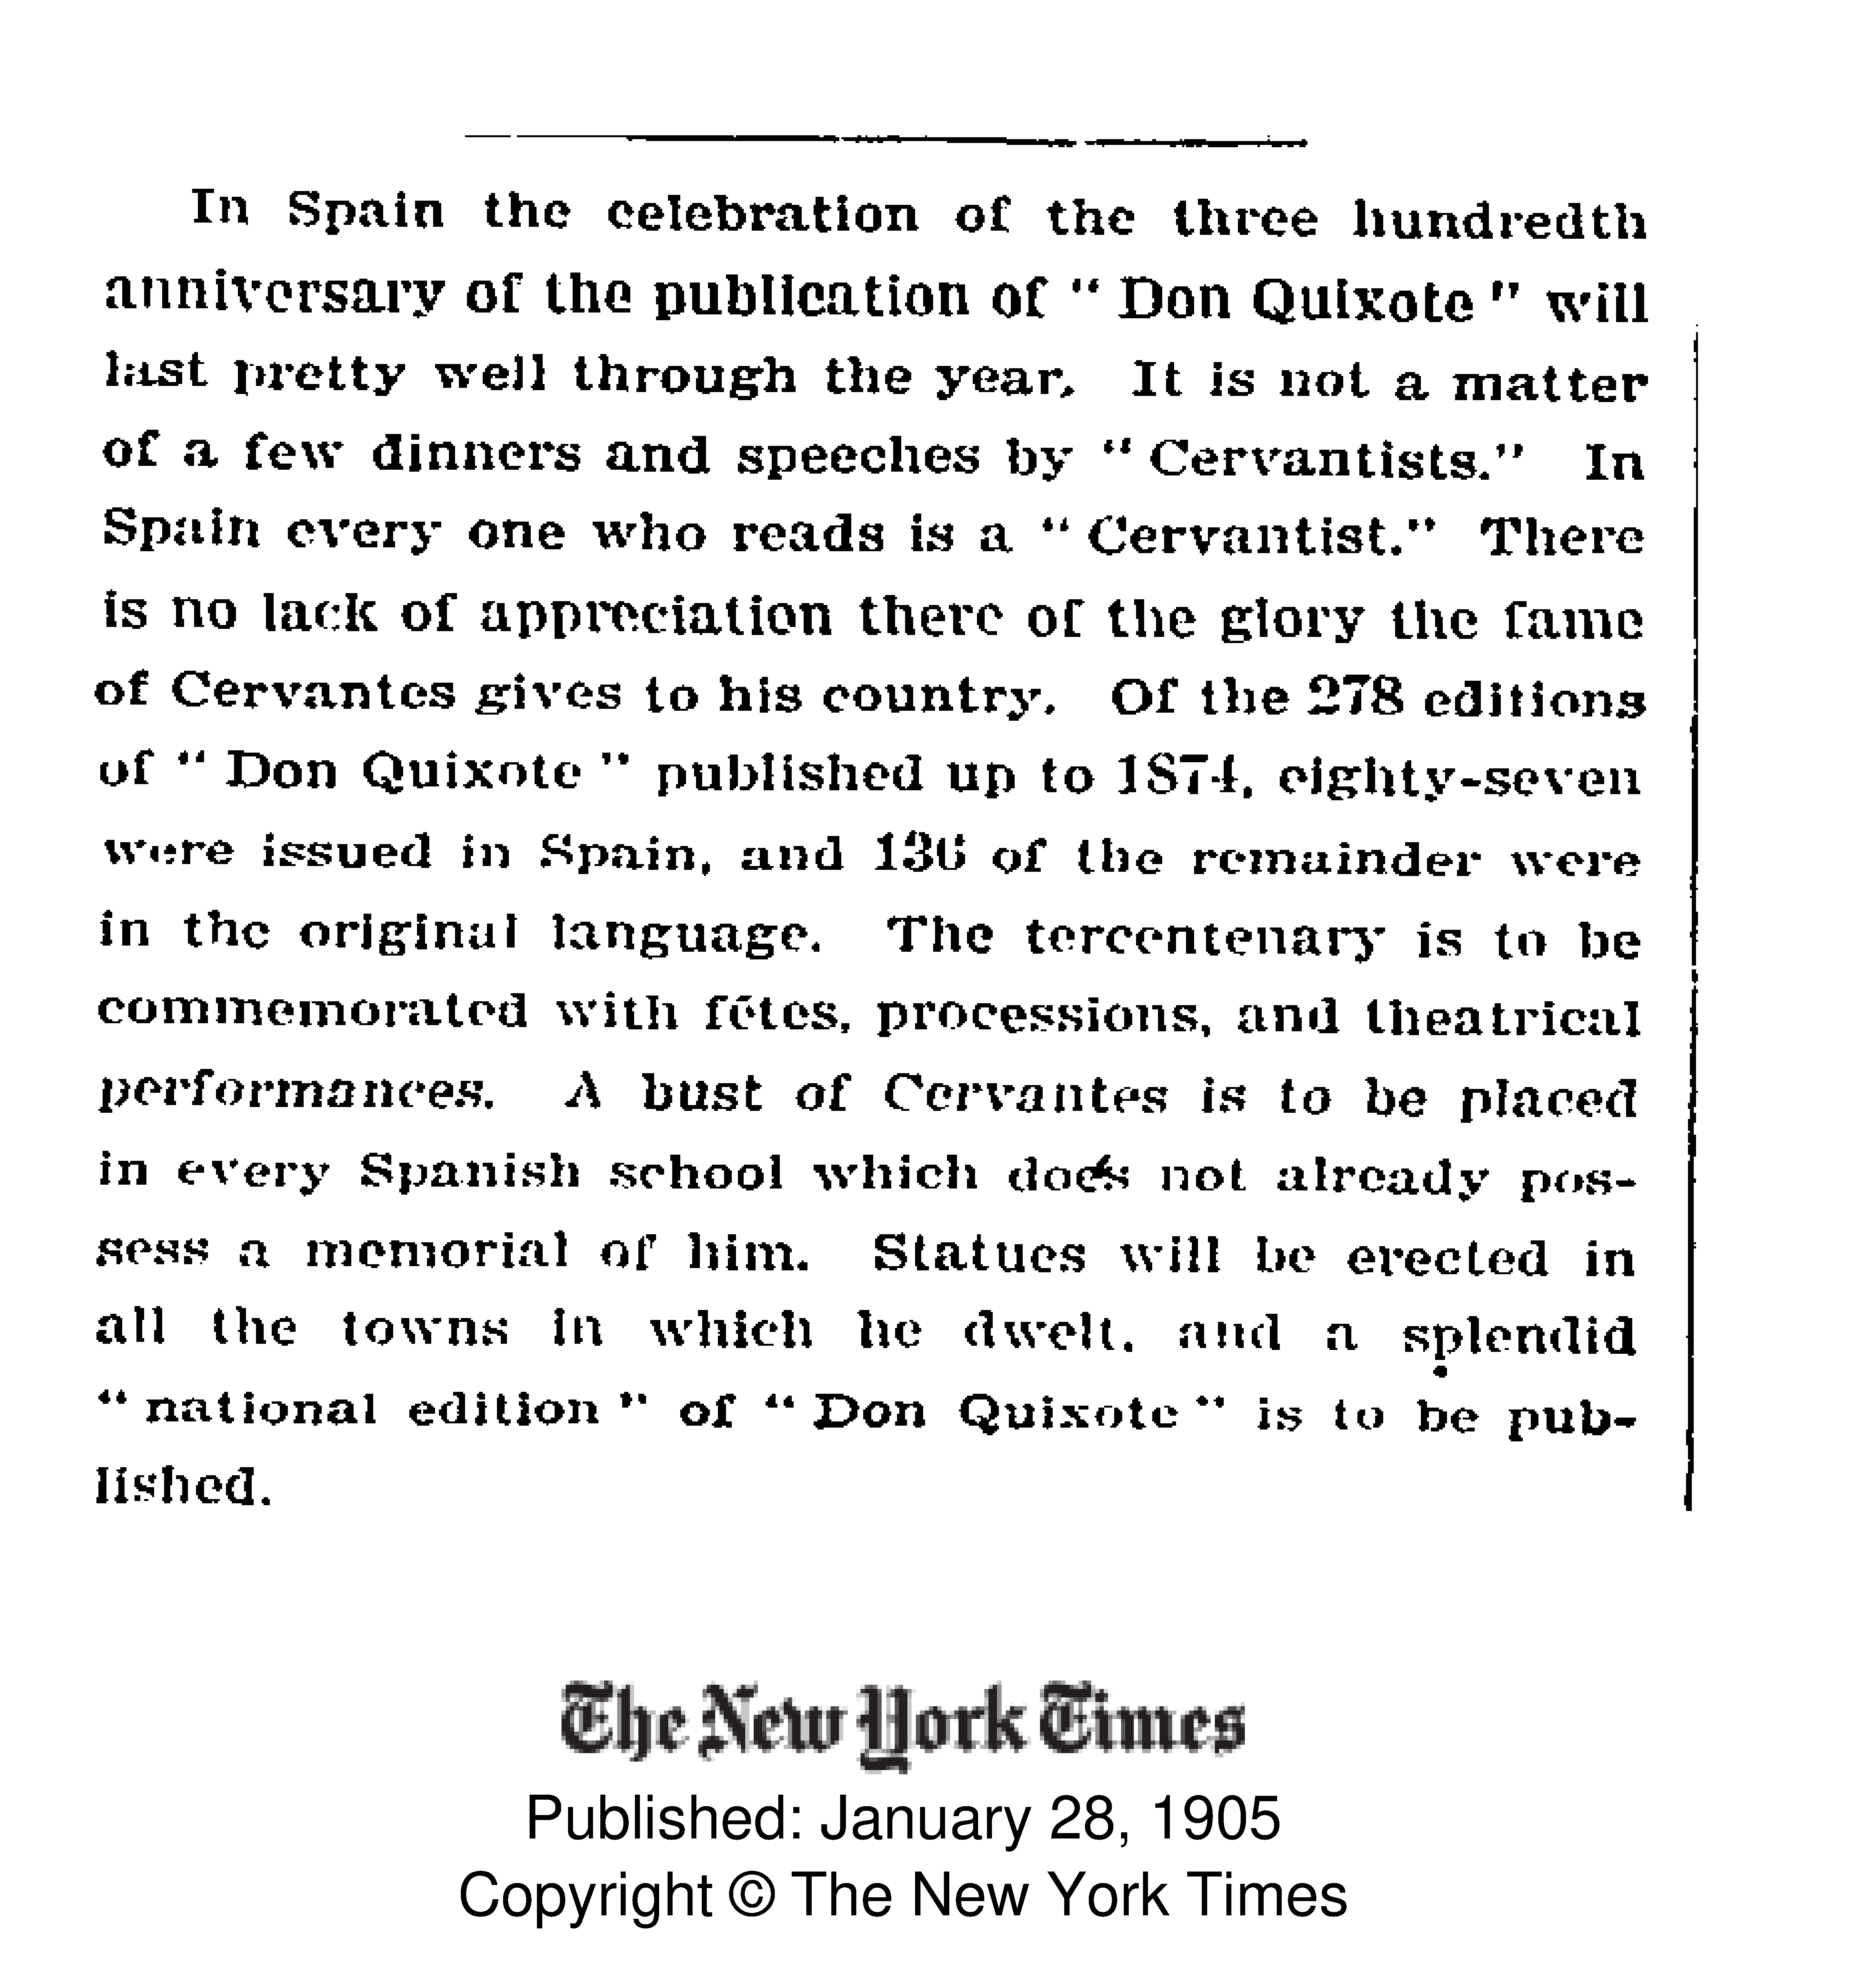 In Spain the celebration of the three hundredth
anniversary of the publication of " Don Quixote " will
last pretty well through the year. It is not a matter
of a few dinners and speeches by " Cervantists." In
Spain every one who reads is a " Cervantist." There
is no lack of appreciation there of the glory the fame
of Cervantes gives to his country. Of the 278 editions
of " Don Quixote " published up to 1874, eighty-seven
were issued in Spain, and 136 of the remainder were
in the original language. The tercentenary is to be
commemorated with fêtes, processions, and theatrical
performances. A bust of Cervantes is to be placed
in every Spanish school which does not already pos-
sess a memorial of him. Statues will be erected in
all the towns in which he dwelt, and a splendid
" national edition " of " Don Quixote " is to be pub-
lished.
The New York Times
Published: January 28, 1905
Copyright © The New York Times